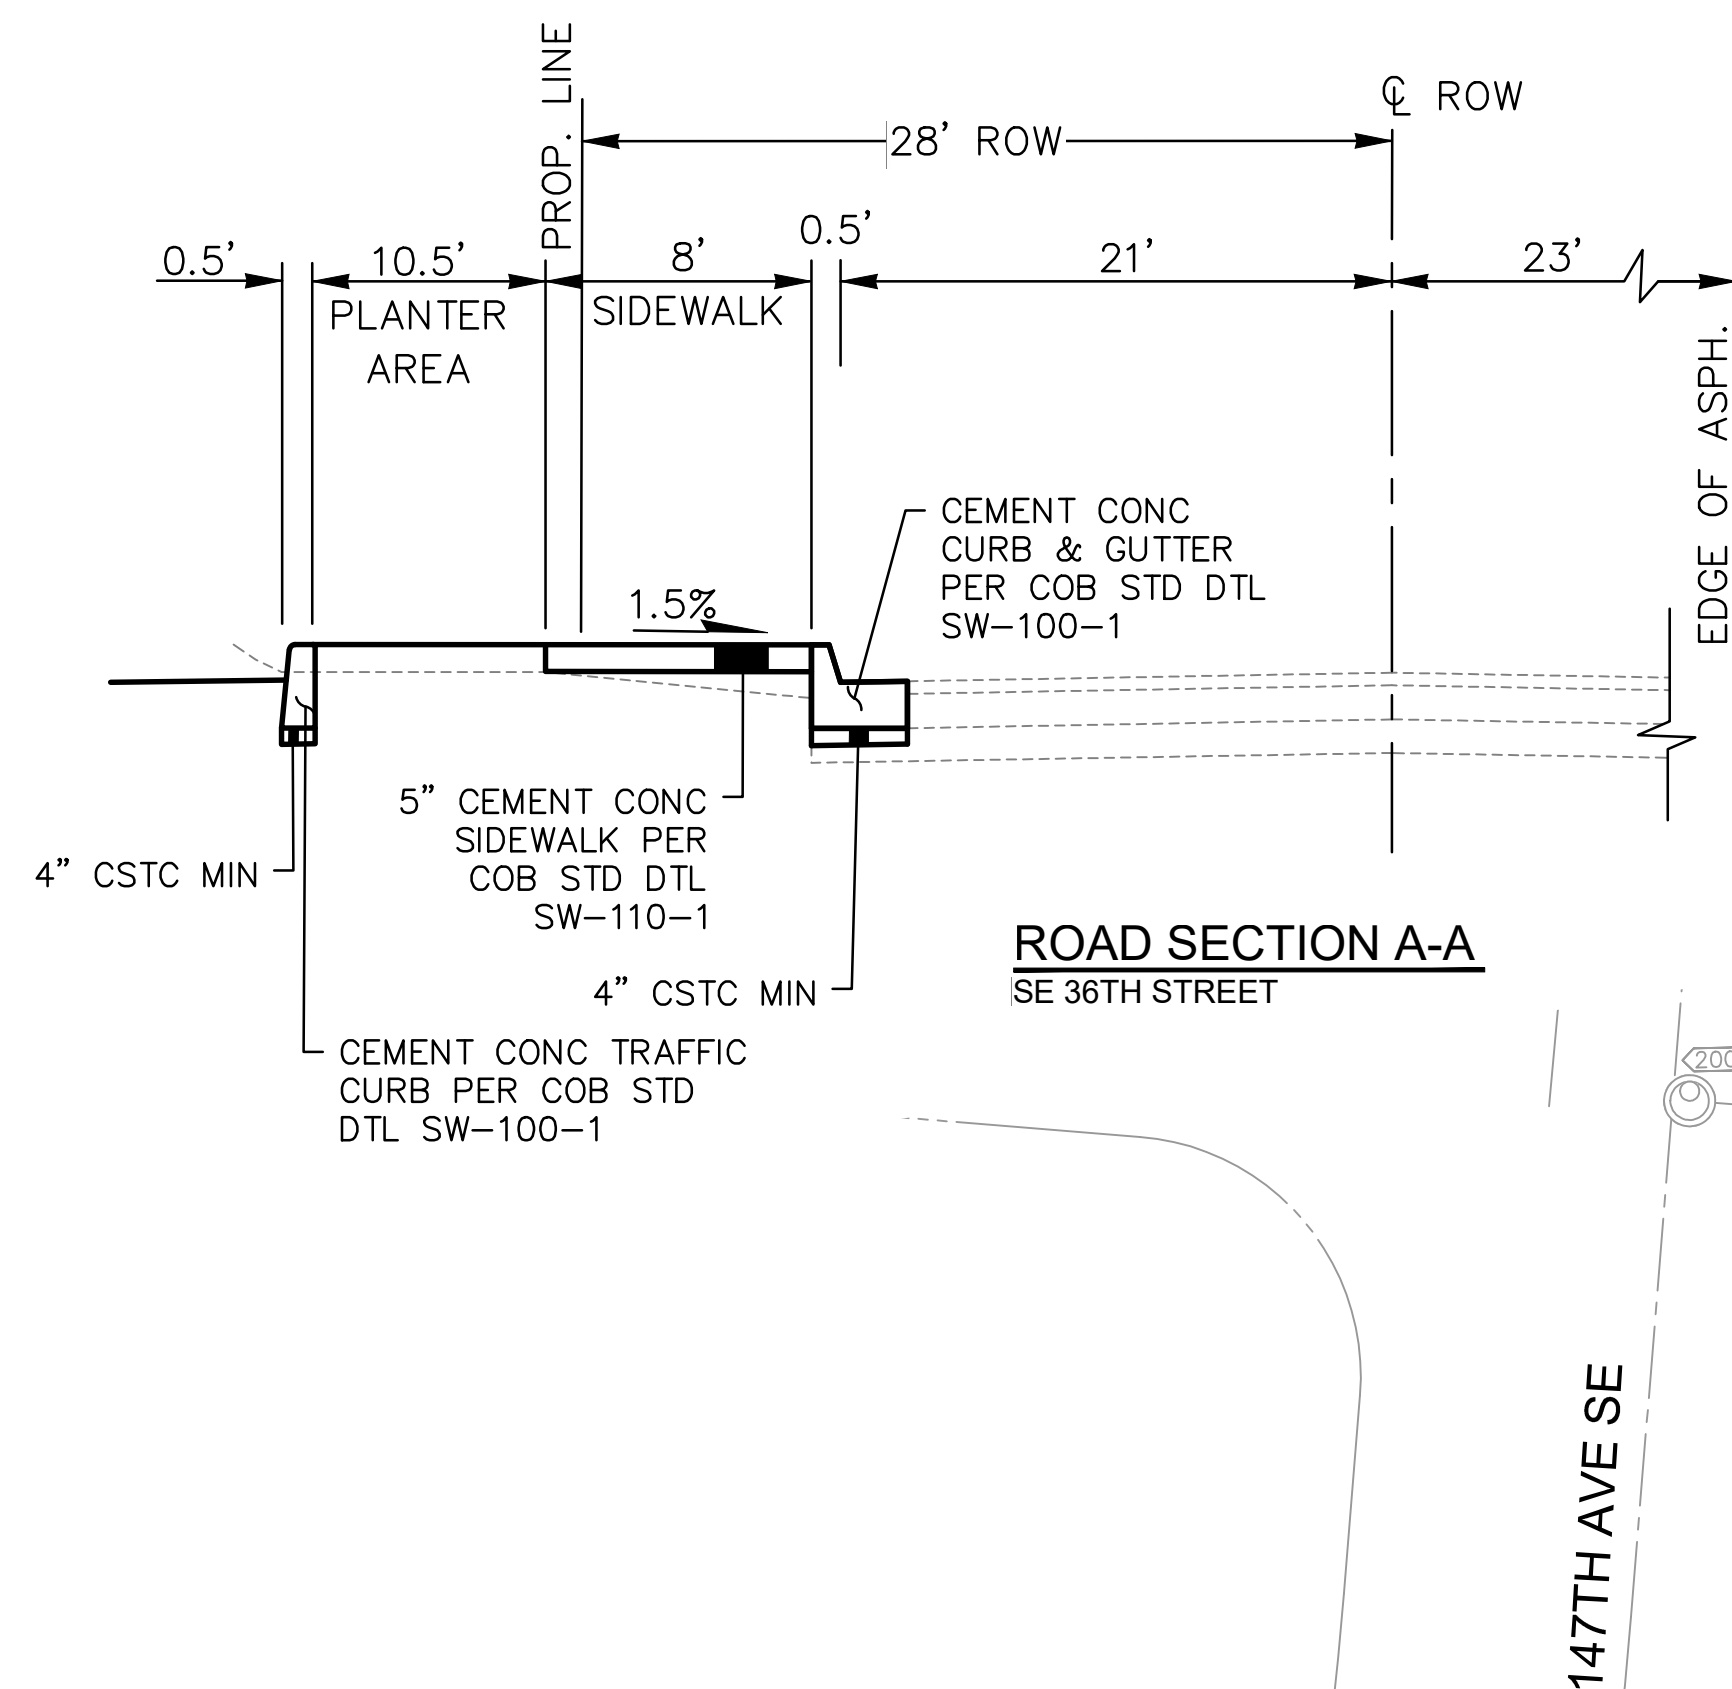 PROP. LINE
℄ ROW
28' ROW
0.5'
10.5'
8'
0.5'
21'
23'
PLANTER
AREA
SIDEWALK
EDGE OF ASPH.
CEMENT CONC
CURB & GUTTER
PER COB STD DTL
SW-100-1
1.5%
5" CEMENT CONC
SIDEWALK PER
COB STD DTL
SW-110-1
4" CSTC MIN
4" CSTC MIN
CEMENT CONC TRAFFIC
CURB PER COB STD
DTL SW-100-1
ROAD SECTION A-A
SE 36TH STREET
147TH AVE SE